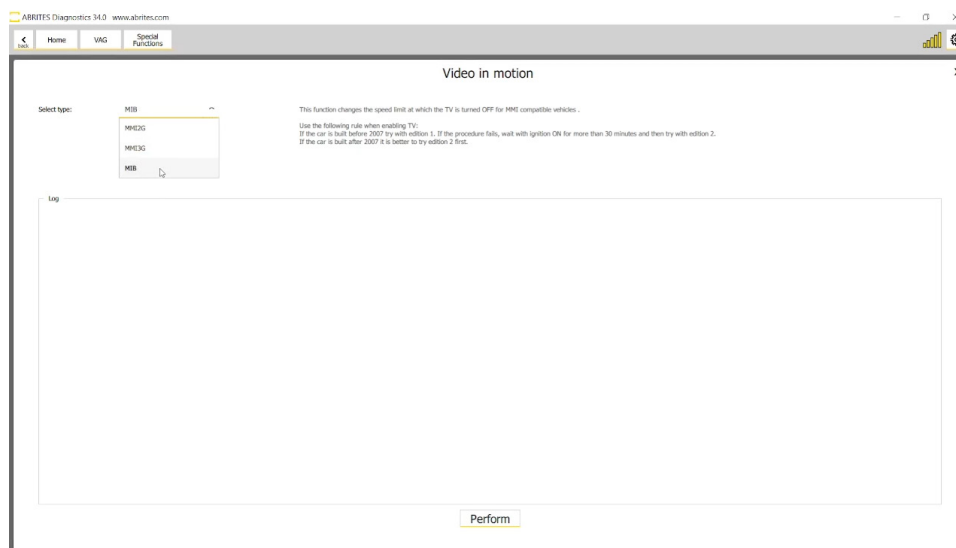 ABRITES Diagnostics 34.0 www.abrites.com
back
Home
VAG
Special
Functions
Video in motion
Select type:
MIB
MMI2G
MMI3G
MIB
This function changes the speed limit at which the TV is turned OFF for MMI compatible vehicles .
Use the following rule when enabling TV:
If the car is built before 2007 try with edition 1. If the procedure fails, wait with ignition ON for more than 30 minutes and then try with edition 2.
If the car is built after 2007 it is better to try edition 2 first.
Log
Perform